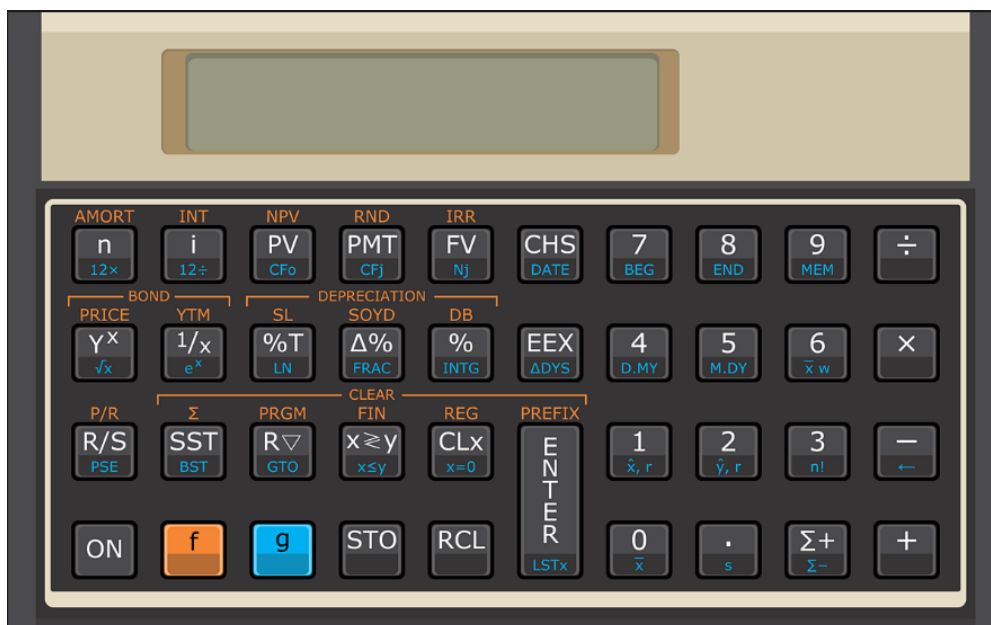 AMORT INT NPV RND IRR
n i PV PMT FV CHS 7 8 9 ÷
12× 12÷ CFo CFj Nj DATE BEG END MEM
BOND DEPRECIATION
PRICE YTM SL SOYD DB
Yˣ 1/x %T Δ% % EEX 4 5 6 ×
√x eˣ LN FRAC INTG ΔDYS D.MY M.DY x̅ w
CLEAR
P/R Σ PRGM FIN REG PREFIX
R/S SST R▽ x≷y CLx ENTER 1 2 3 −
PSE BST GTO x≤y x=0 x̂, r ŷ, r n! ←
ON f g STO RCL 0 . Σ+ +
LSTx x̅ s Σ−